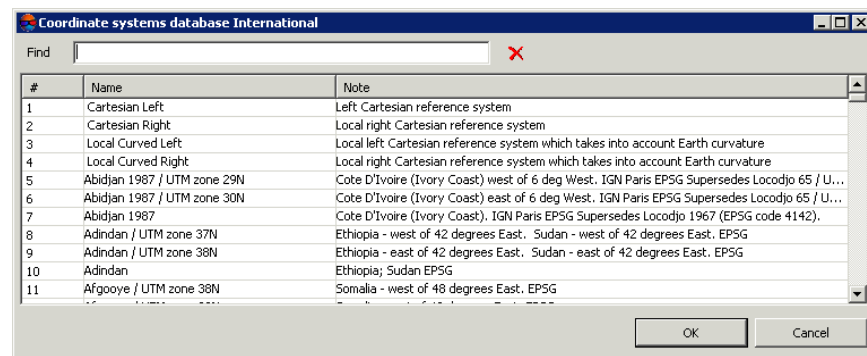 Coordinate systems database International
Find
# Name Note
1 Cartesian Left Left Cartesian reference system
2 Cartesian Right Local right Cartesian reference system
3 Local Curved Left Local left Cartesian reference system which takes into account Earth curvature
4 Local Curved Right Local right Cartesian reference system which takes into account Earth curvature
5 Abidjan 1987 / UTM zone 29N Cote D'Ivoire (Ivory Coast) west of 6 deg West. IGN Paris EPSG Supersedes Locodjo 65 / U...
6 Abidjan 1987 / UTM zone 30N Cote D'Ivoire (Ivory Coast) east of 6 deg West. IGN Paris EPSG Supersedes Locodjo 65 / U...
7 Abidjan 1987 Cote D'Ivoire (Ivory Coast). IGN Paris EPSG Supersedes Locodjo 1967 (EPSG code 4142).
8 Adindan / UTM zone 37N Ethiopia - west of 42 degrees East. Sudan - west of 42 degrees East. EPSG
9 Adindan / UTM zone 38N Ethiopia - east of 42 degrees East. Sudan - east of 42 degrees East. EPSG
10 Adindan Ethiopia; Sudan EPSG
11 Afgooye / UTM zone 38N Somalia - west of 48 degrees East. EPSG
OK Cancel